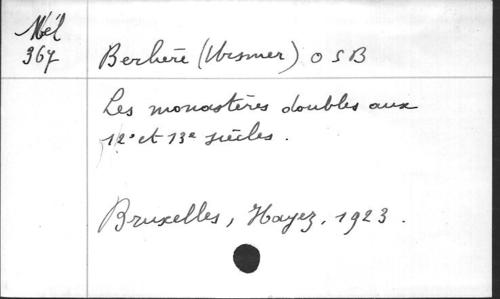 Mél
367
Berlière (Ursmer) O S B
Les monastères doubles aux
12e et 13e siècles.
Bruxelles, Hayez, 1923.